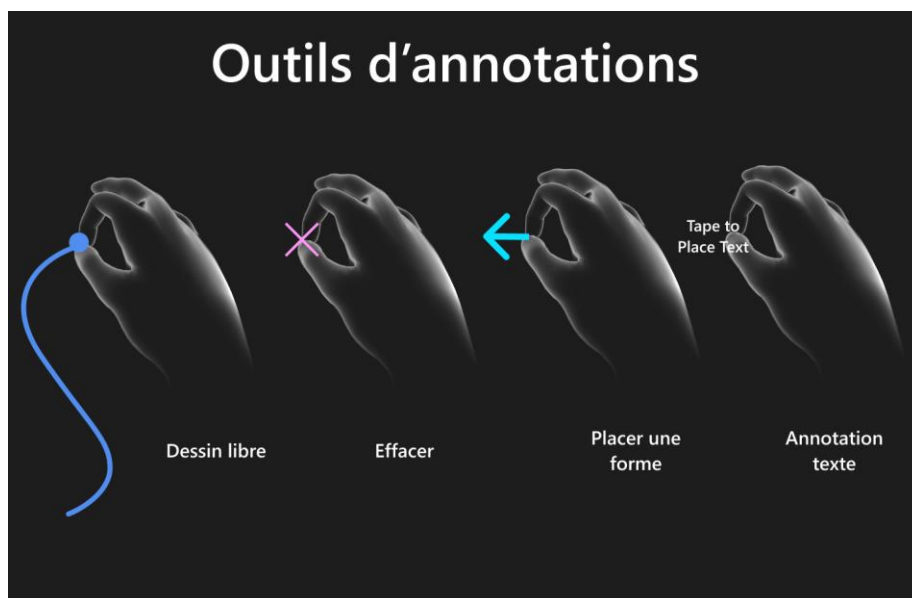 Outils d’annotations
Tape to
Place Text
Dessin libre
Effacer
Placer une
forme
Annotation
texte